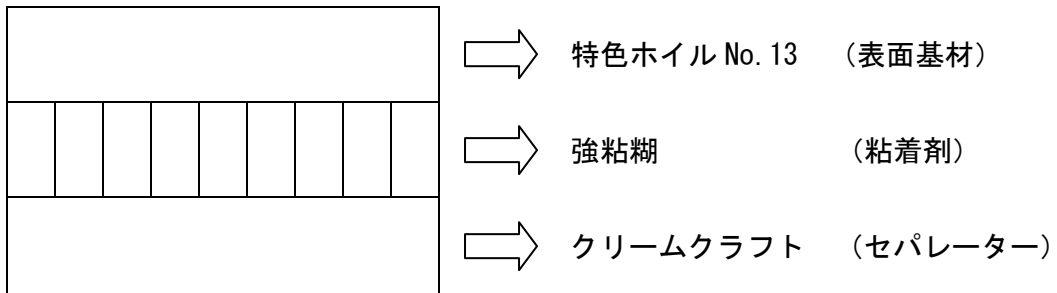 特色ホイル No.13 （表面基材）
強粘糊 （粘着剤）
クリームクラフト （セパレーター）